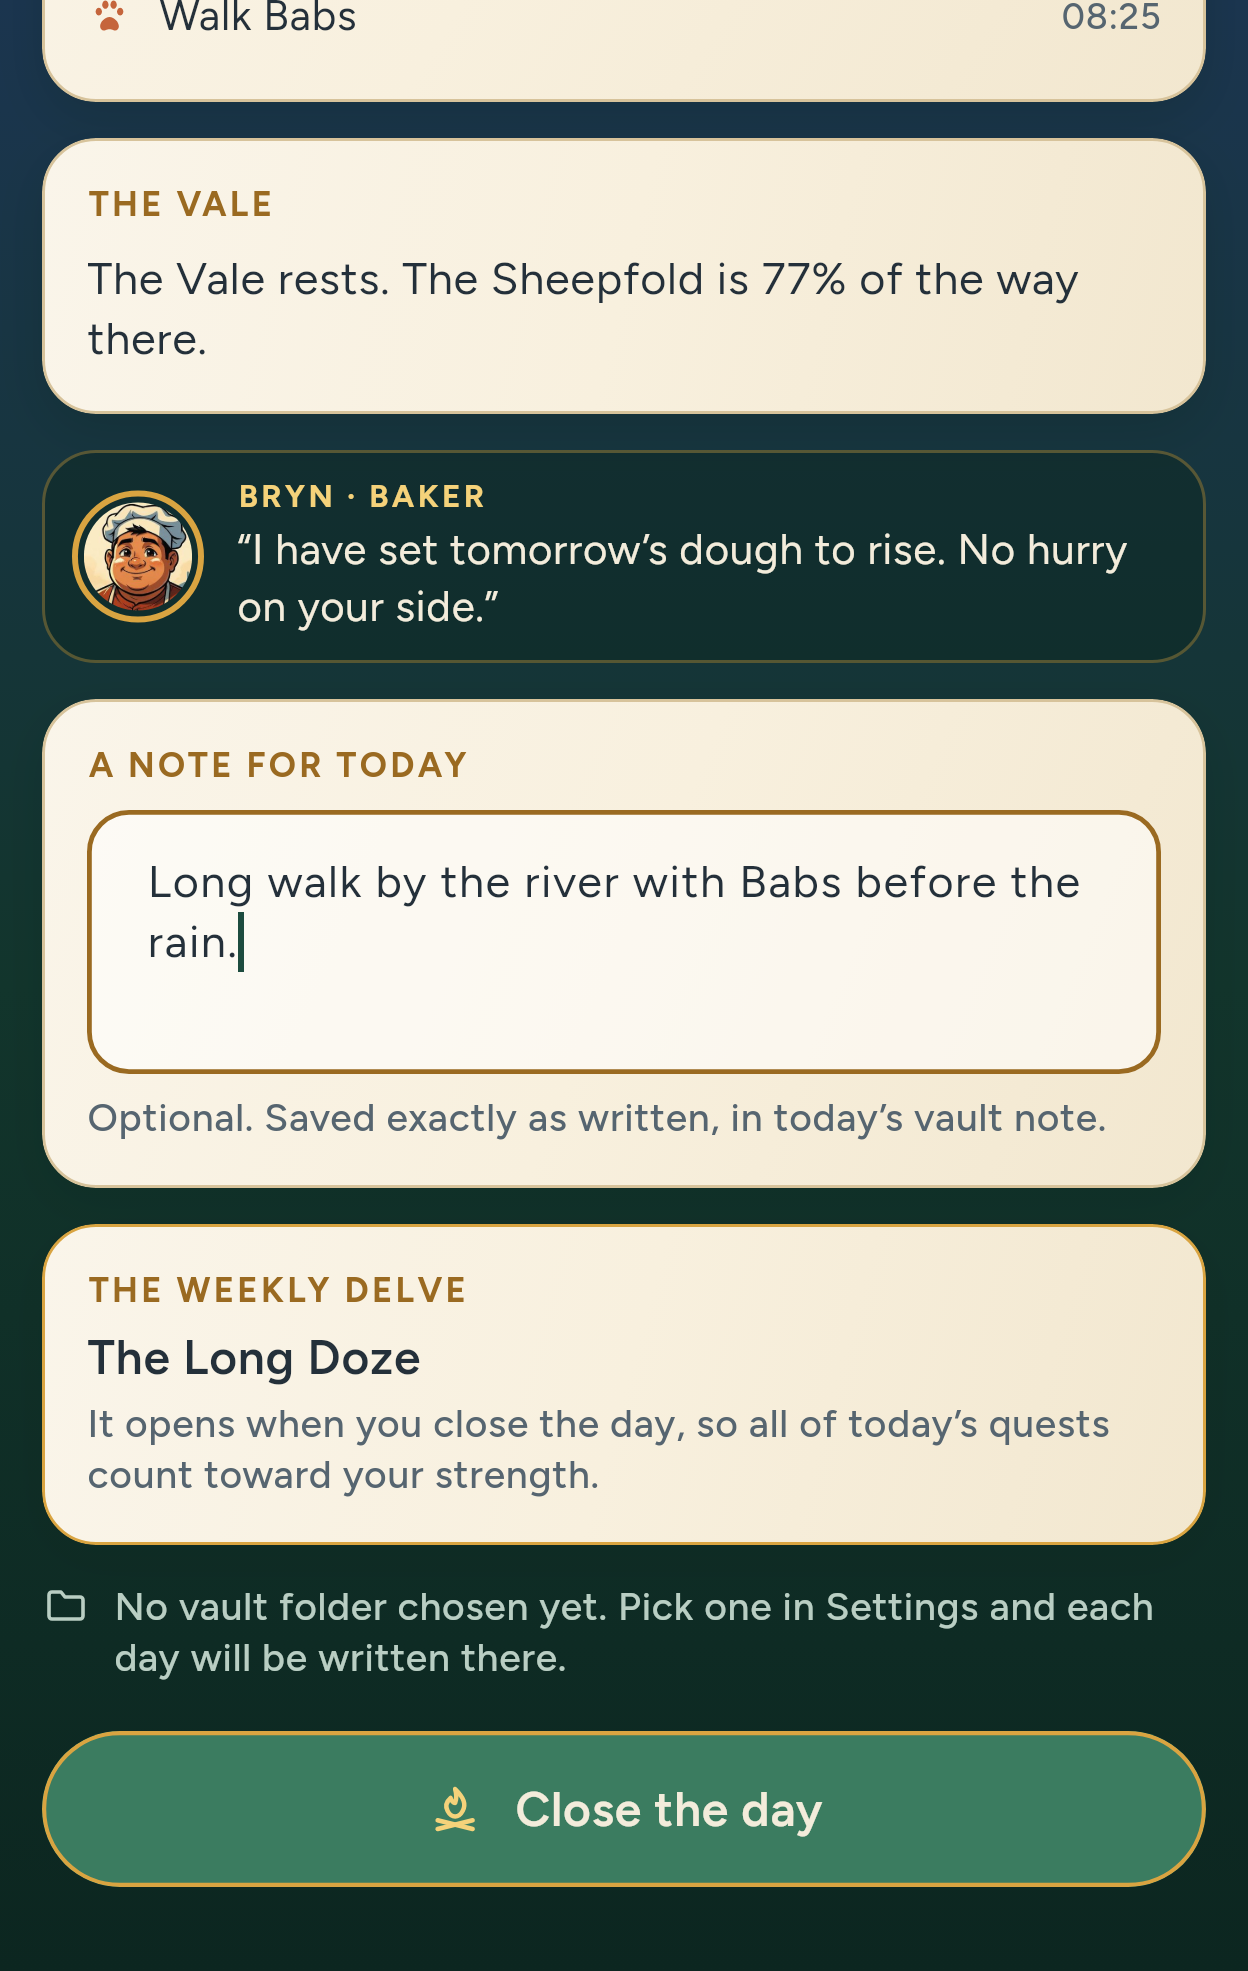 Walk Babs 08:25
THE VALE
The Vale rests. The Sheepfold is 77% of the way
there.
BRYN · BAKER
“I have set tomorrow’s dough to rise. No hurry
on your side.”
A NOTE FOR TODAY
Long walk by the river with Babs before the
rain.
Optional. Saved exactly as written, in today’s vault note.
THE WEEKLY DELVE
The Long Doze
It opens when you close the day, so all of today’s quests
count toward your strength.
No vault folder chosen yet. Pick one in Settings and each
day will be written there.
Close the day